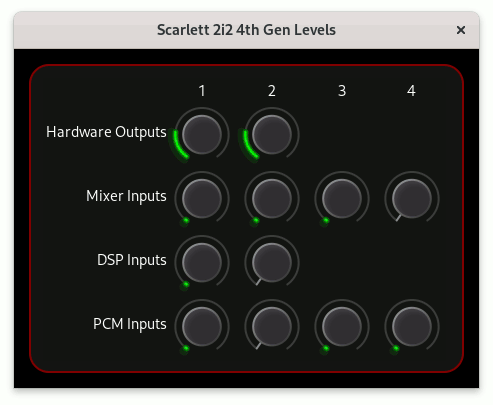 Scarlett 2i2 4th Gen Levels
1 2 3 4
Hardware Outputs
Mixer Inputs
DSP Inputs
PCM Inputs